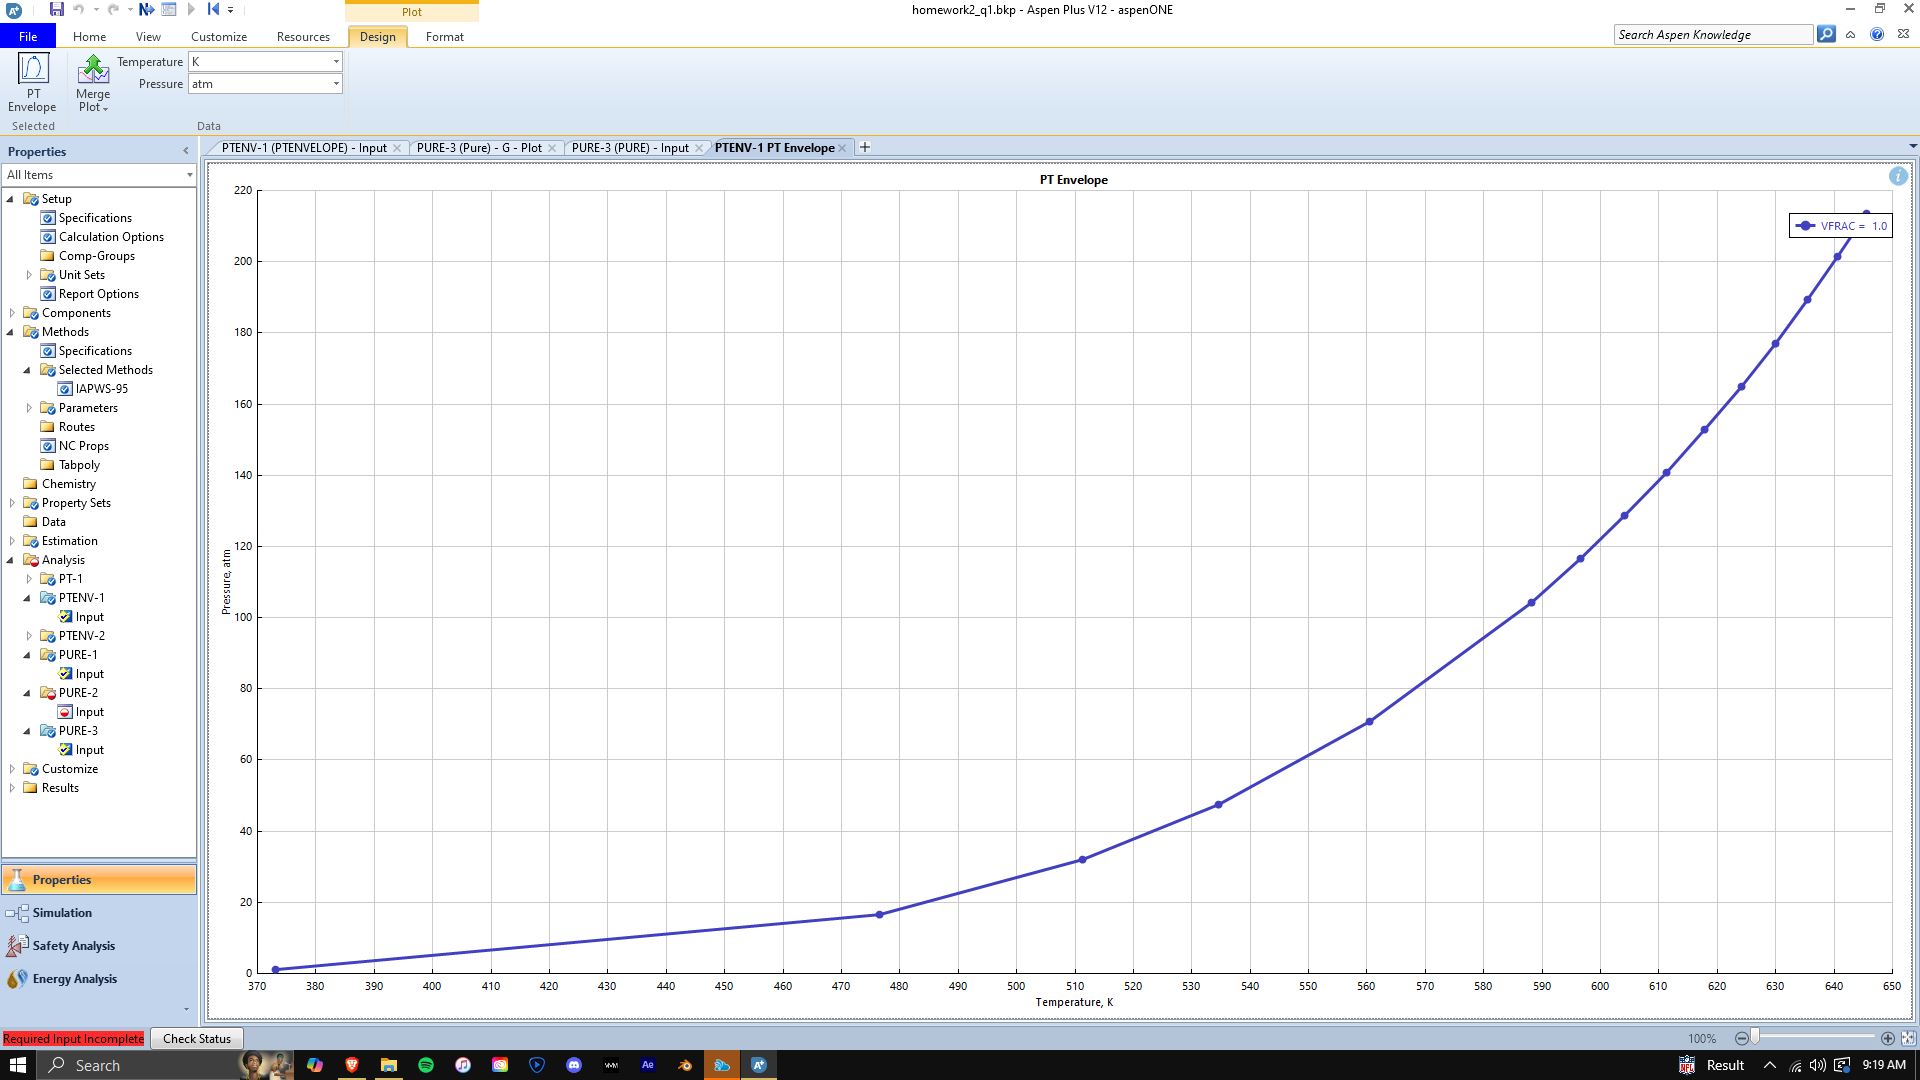 homework2_q1.bkp - Aspen Plus V12 - aspenONE
Plot
File Home View Customize Resources Design Format
Search Aspen Knowledge
Temperature K
Pressure atm
PT Envelope
Merge Plot
Selected
Data
Properties
All Items
Setup
Specifications
Calculation Options
Comp-Groups
Unit Sets
Report Options
Components
Methods
Specifications
Selected Methods
IAPWS-95
Parameters
Routes
NC Props
Tabpoly
Chemistry
Property Sets
Data
Estimation
Analysis
PT-1
PTENV-1
Input
PTENV-2
PURE-1
Input
PURE-2
Input
PURE-3
Input
Customize
Results
Properties
Simulation
Safety Analysis
Energy Analysis
PTENV-1 (PTENVELOPE) - Input PURE-3 (Pure) - G - Plot PURE-3 (PURE) - Input PTENV-1 PT Envelope
PT Envelope
VFRAC = 1.0
220
200
180
160
140
120
100
80
60
40
20
0
Pressure, atm
370 380 390 400 410 420 430 440 450 460 470 480 490 500 510 520 530 540 550 560 570 580 590 600 610 620 630 640 650
Temperature, K
Required Input Incomplete Check Status
100%
Search
Result
9:19 AM